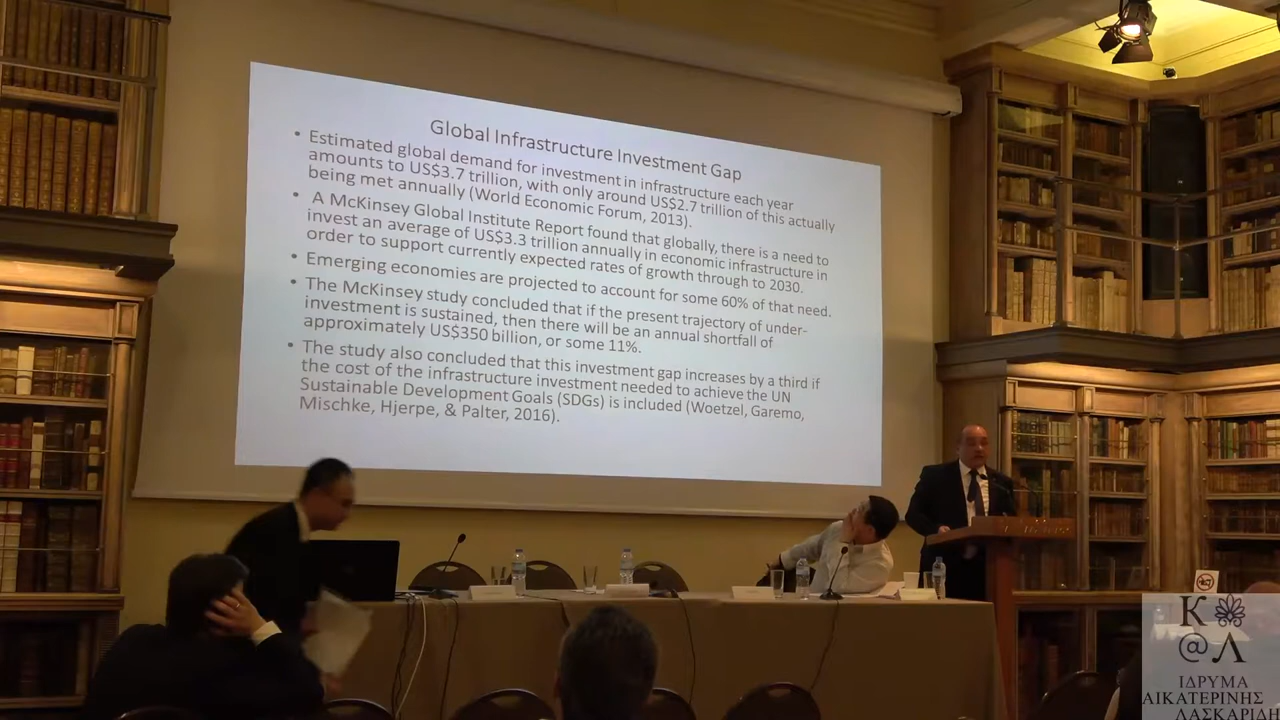 Global Infrastructure Investment Gap
• Estimated global demand for investment in infrastructure each year
amounts to US$3.7 trillion, with only around US$2.7 trillion of this actually
being met annually (World Economic Forum, 2013).
• A McKinsey Global Institute Report found that globally, there is a need to
invest an average of US$3.3 trillion annually in economic infrastructure in
order to support currently expected rates of growth through to 2030.
• Emerging economies are projected to account for some 60% of that need.
• The McKinsey study concluded that if the present trajectory of under-
investment is sustained, then there will be an annual shortfall of
approximately US$350 billion, or some 11%.
• The study also concluded that this investment gap increases by a third if
the cost of the infrastructure investment needed to achieve the UN
Sustainable Development Goals (SDGs) is included (Woetzel, Garemo,
Mischke, Hjerpe, & Palter, 2016).
Κ
@ Λ
ΙΔΡΥΜΑ
ΑΙΚΑΤΕΡΙΝΗΣ
ΛΑΣΚΑΡΙΔΗ